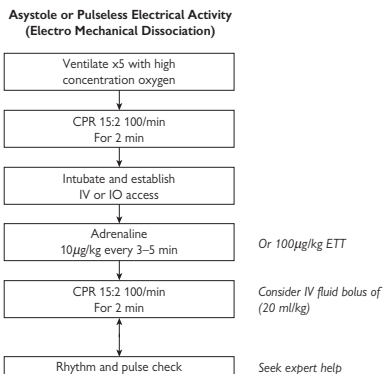 Asystole or Pulseless Electrical Activity
(Electro Mechanical Dissociation)
Ventilate x5 with high
concentration oxygen
CPR 15:2 100/min
For 2 min
Intubate and establish
IV or IO access
Adrenaline
10μg/kg every 3–5 min
Or 100μg/kg ETT
CPR 15:2 100/min
For 2 min
Consider IV fluid bolus of
(20 ml/kg)
Rhythm and pulse check
Seek expert help